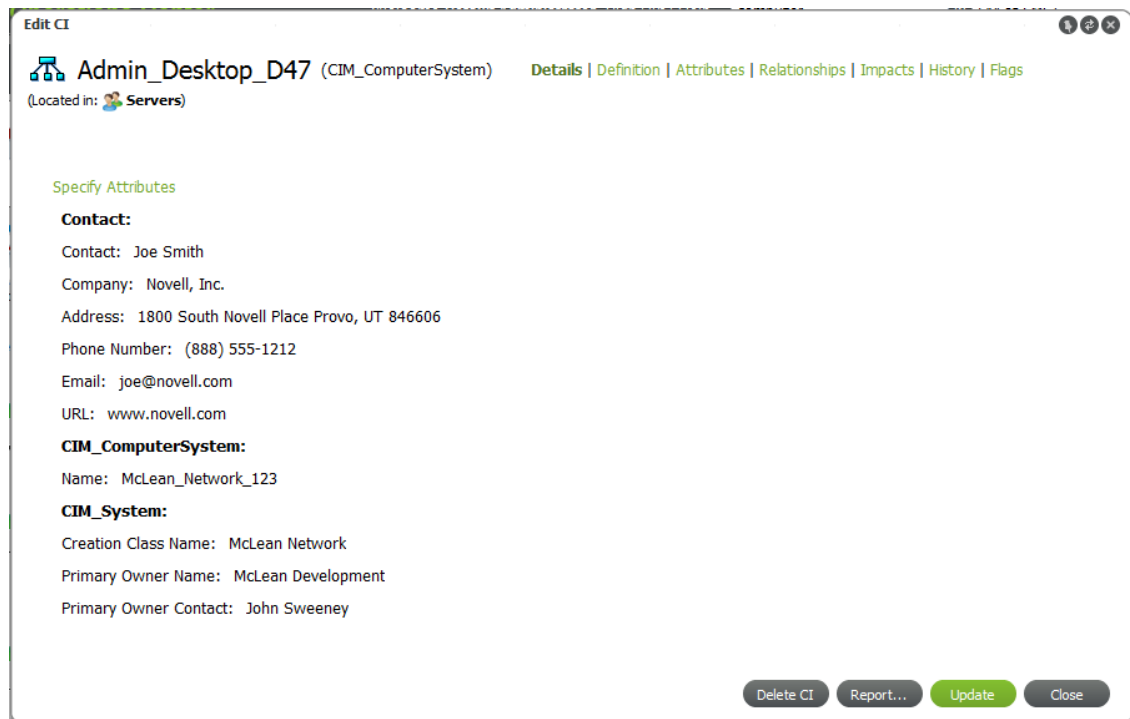 Edit CI
Admin_Desktop_D47 (CIM_ComputerSystem) Details | Definition | Attributes | Relationships | Impacts | History | Flags
(Located in: Servers)
Specify Attributes
Contact:
Contact: Joe Smith
Company: Novell, Inc.
Address: 1800 South Novell Place Provo, UT 846606
Phone Number: (888) 555-1212
Email: joe@novell.com
URL: www.novell.com
CIM_ComputerSystem:
Name: McLean_Network_123
CIM_System:
Creation Class Name: McLean Network
Primary Owner Name: McLean Development
Primary Owner Contact: John Sweeney
Delete CI Report... Update Close